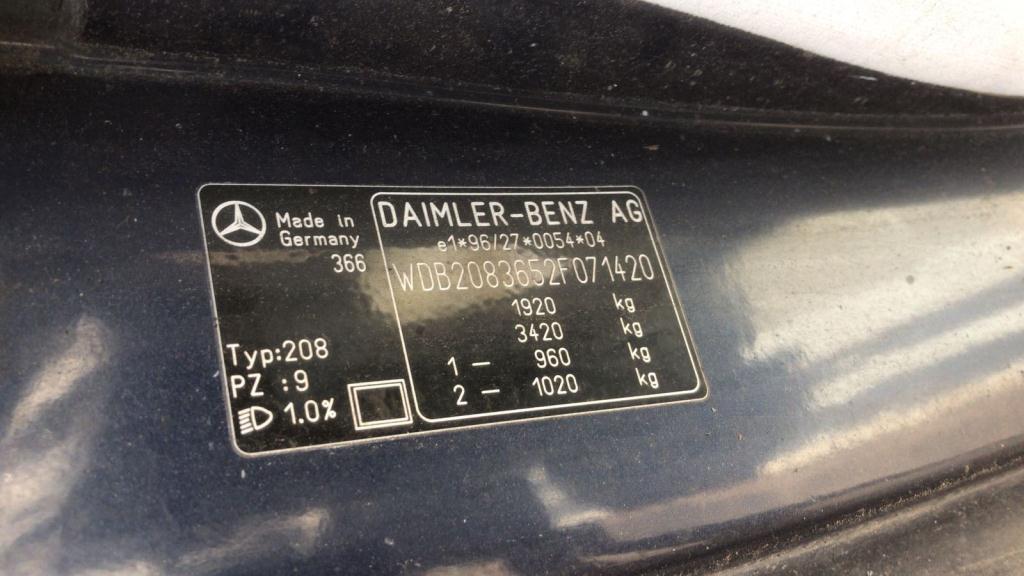 Made in
Germany
366
Typ:208
PZ :9
1.0%
DAIMLER-BENZ AG
e1*96/27*0054*04
WDB2083652F071420
1920 kg
3420 kg
1 – 960 kg
2 – 1020 kg